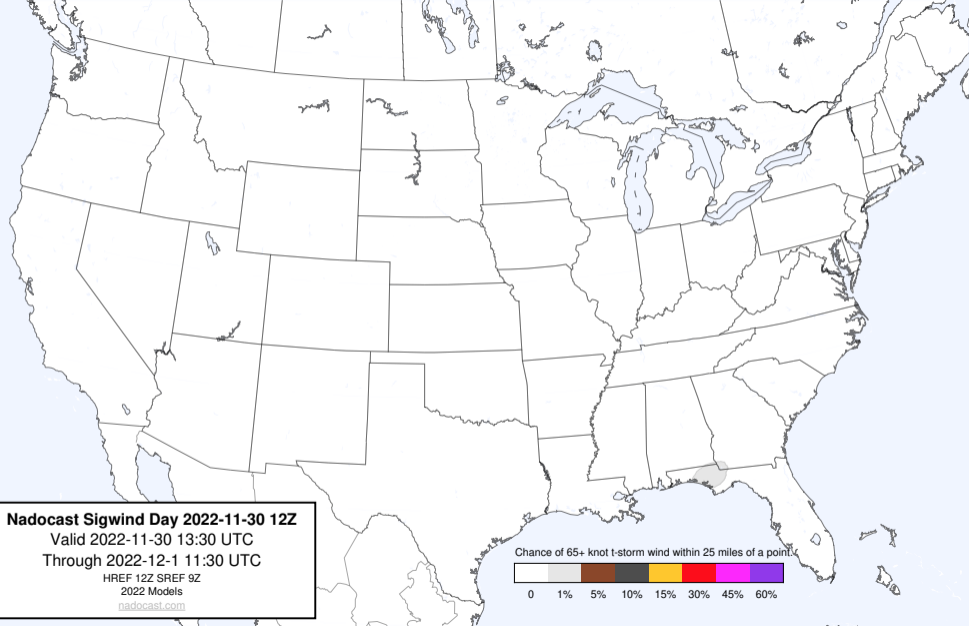 Nadocast Sigwind Day 2022-11-30 12Z
Valid 2022-11-30 13:30 UTC
Through 2022-12-1 11:30 UTC
HREF 12Z SREF 9Z
2022 Models
nadocast.com
Chance of 65+ knot t-storm wind within 25 miles of a point.
0 1% 5% 10% 15% 30% 45% 60%